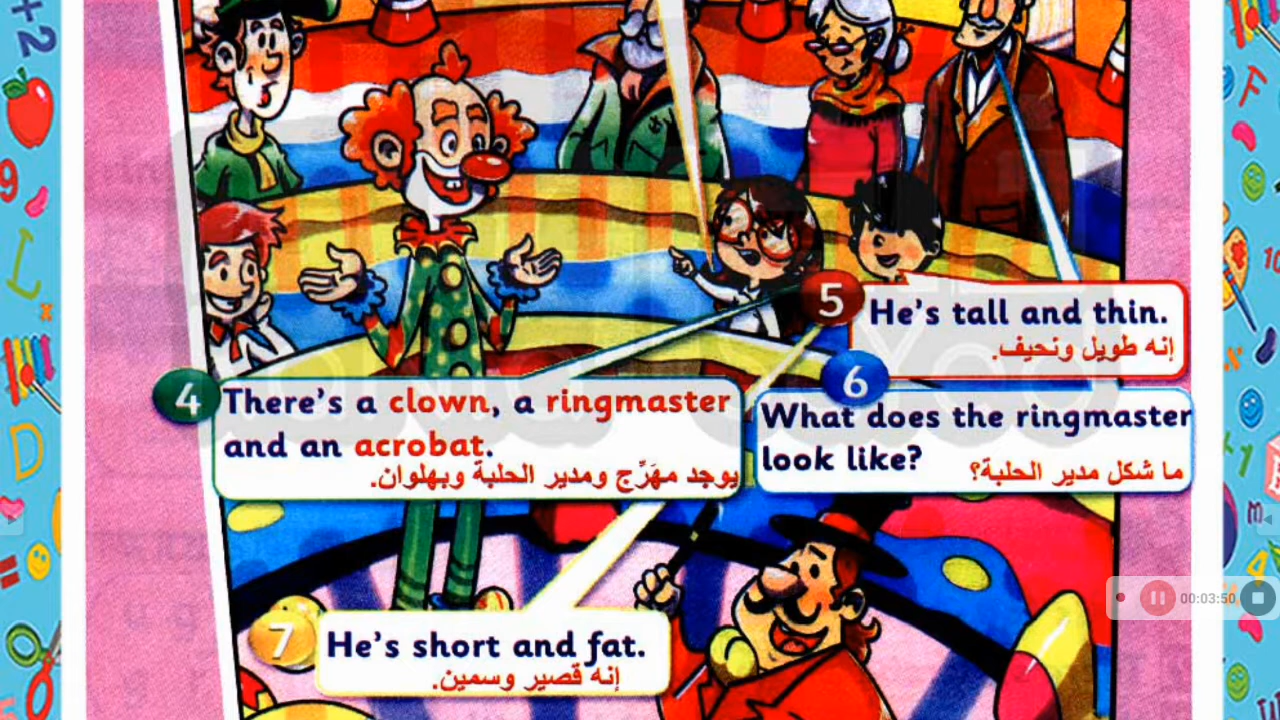 4
There's a clown, a ringmaster
and an acrobat.
يوجد مهَرِّج ومدير الحلبة وبهلوان.
5
He's tall and thin.
إنه طويل ونحيف.
6
What does the ringmaster
look like?
ما شكل مدير الحلبة؟
7
He's short and fat.
إنه قصير وسمين.
00:03:50